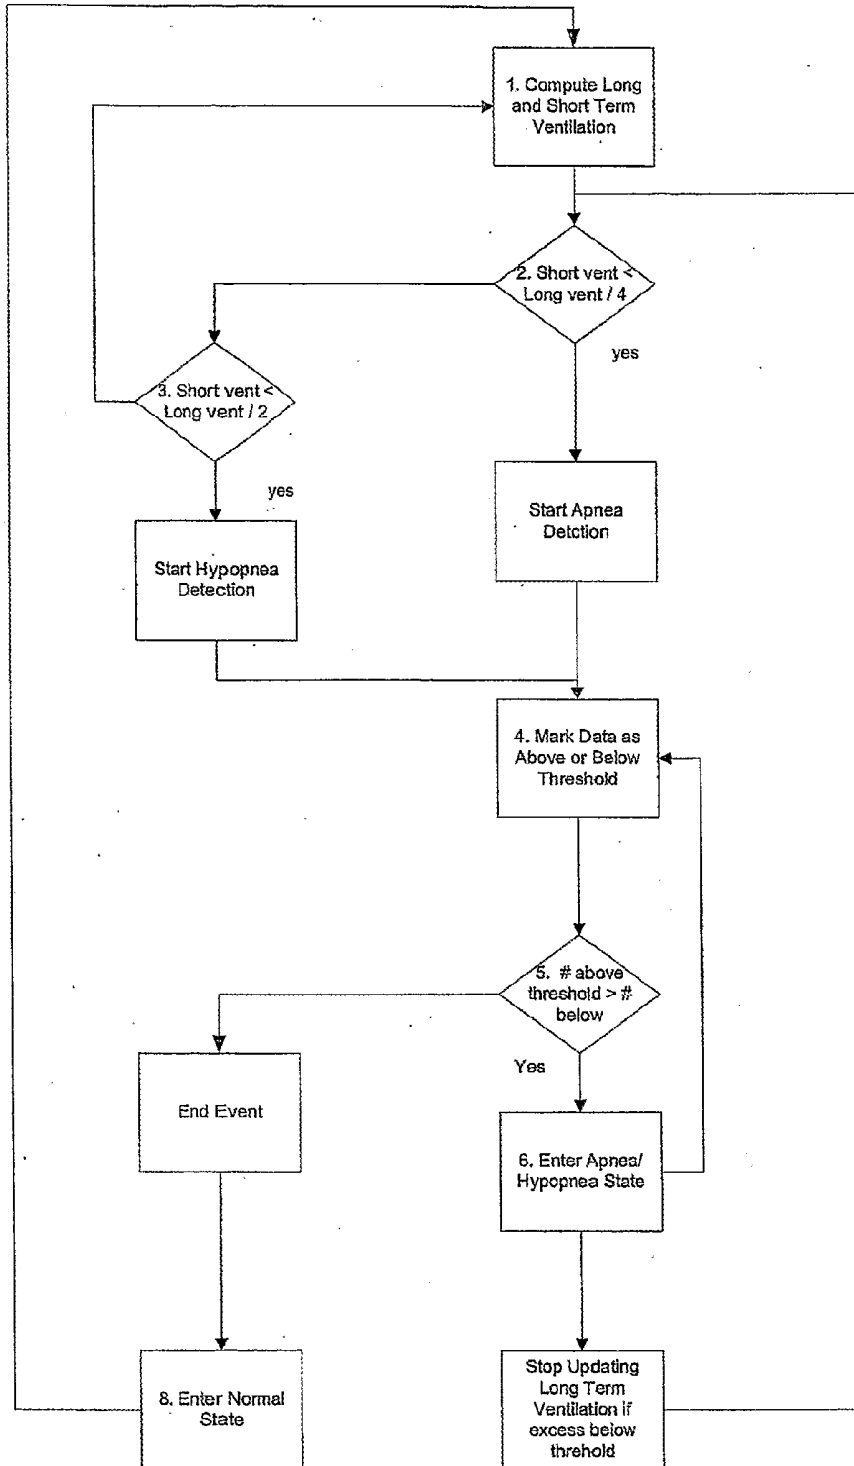 1. Compute Long
and Short Term
Ventilation
2. Short vent <
Long vent / 4
yes
3. Short vent <
Long vent / 2
yes
Start Apnea
Detction
Start Hypopnea
Detection
4. Mark Data as
Above or Below
Threshold
5. # above
threshold > #
below
Yes
End Event
6. Enter Apnea/
Hypopnea State
8. Enter Normal
State
Stop Updating
Long Term
Ventilation if
excess below
threhold